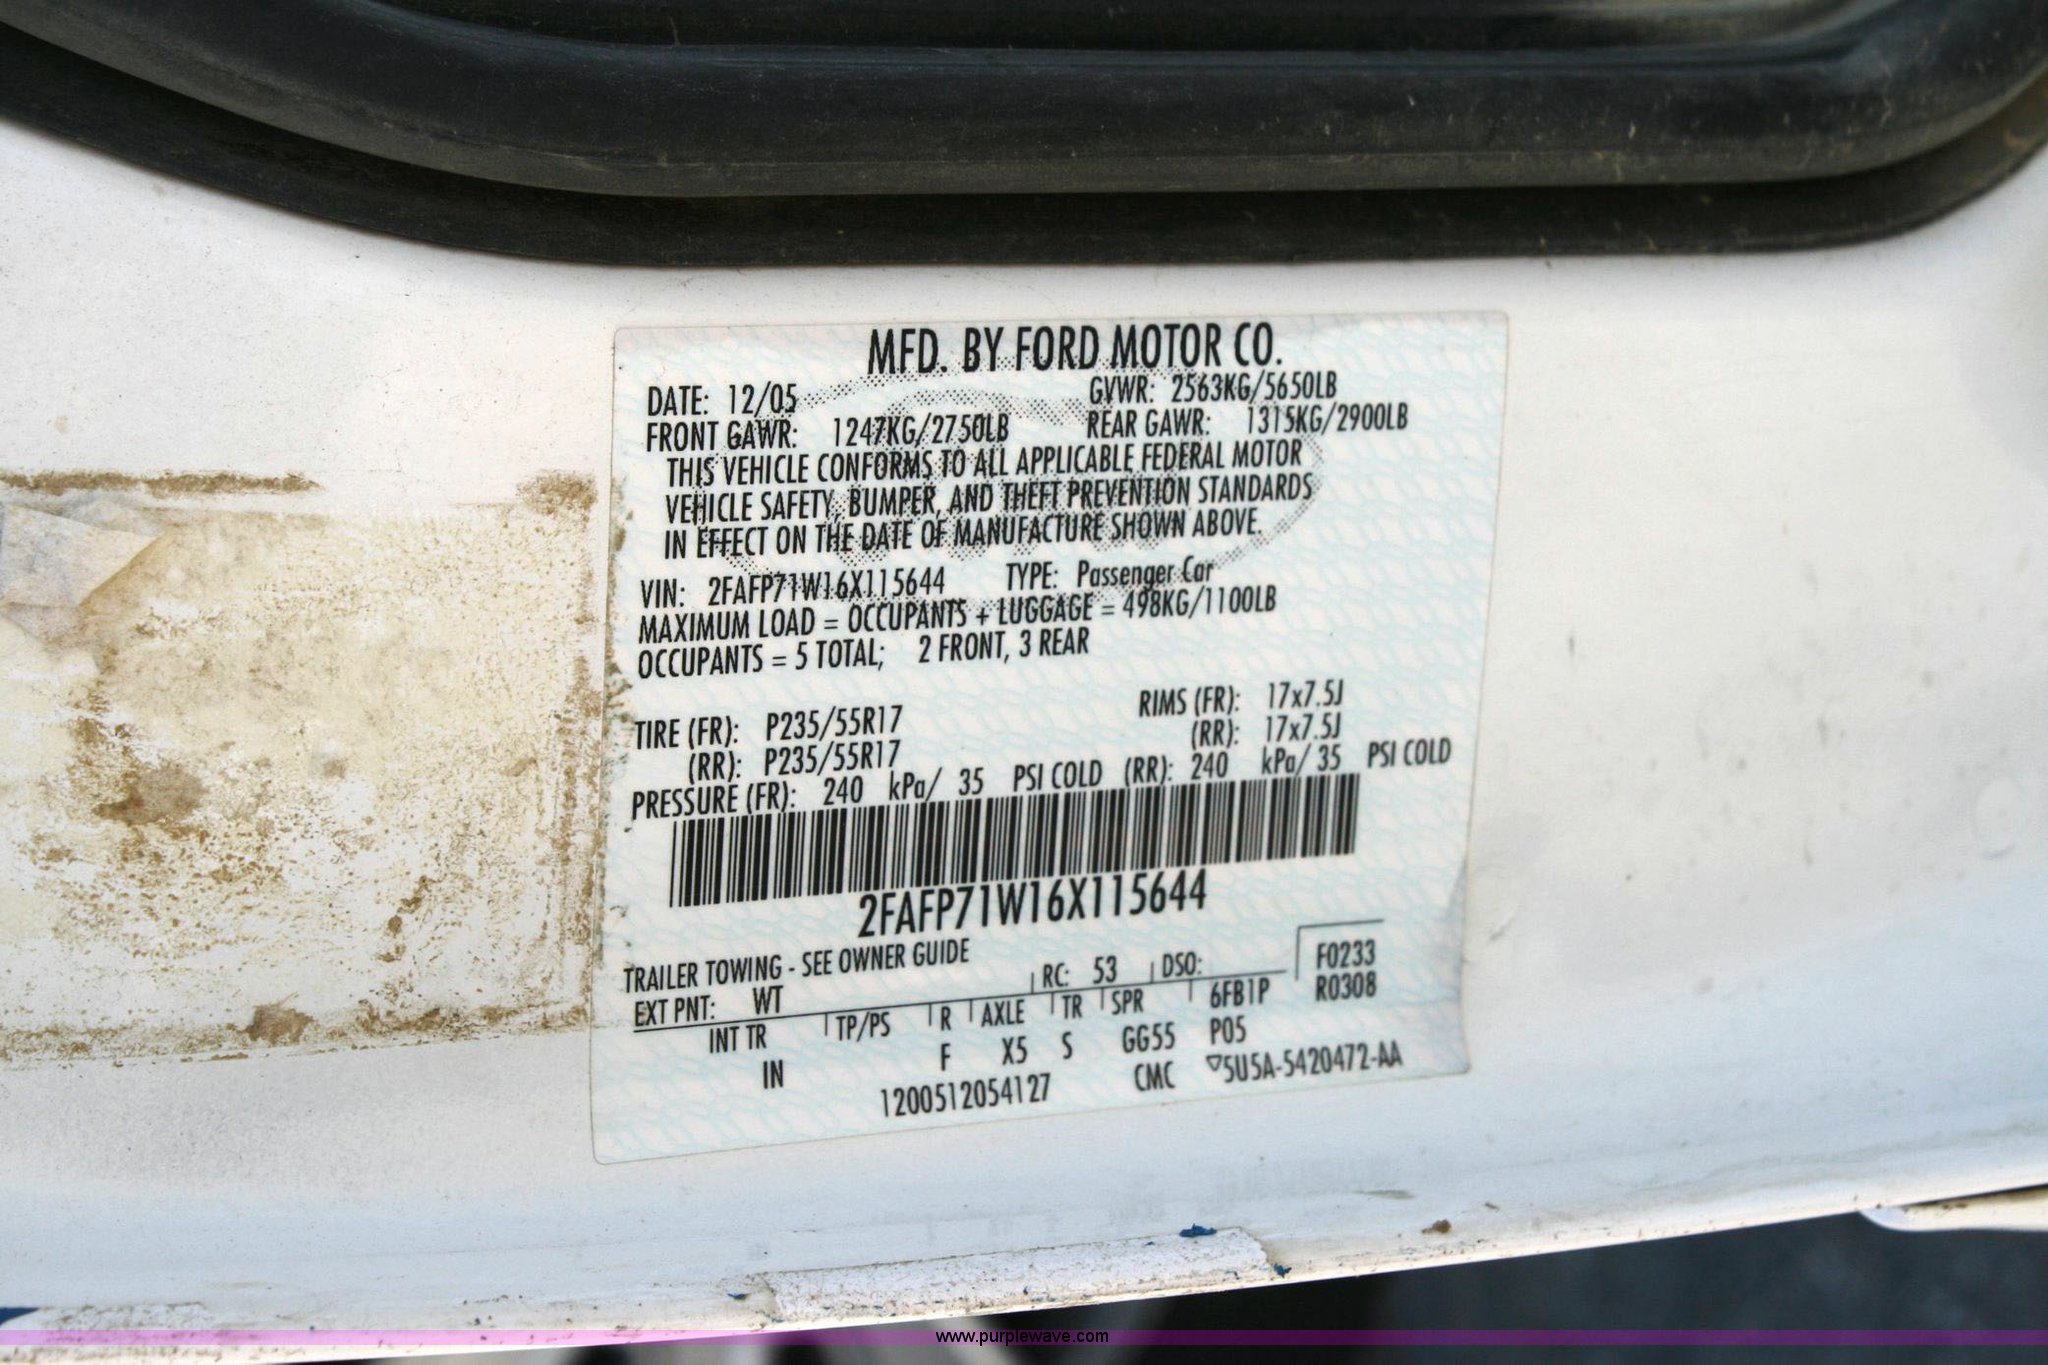 MFD. BY FORD MOTOR CO.
DATE: 12/05 GVWR: 2563KG/5650LB
FRONT GAWR: 1247KG/2750LB REAR GAWR: 1315KG/2900LB
THIS VEHICLE CONFORMS TO ALL APPLICABLE FEDERAL MOTOR
VEHICLE SAFETY, BUMPER, AND THEFT PREVENTION STANDARDS
IN EFFECT ON THE DATE OF MANUFACTURE SHOWN ABOVE.
VIN: 2FAFP71W16X115644 TYPE: Passenger Car
MAXIMUM LOAD = OCCUPANTS + LUGGAGE = 498KG/1100LB
OCCUPANTS = 5 TOTAL; 2 FRONT, 3 REAR
TIRE (FR): P235/55R17 RIMS (FR): 17x7.5J
(RR): P235/55R17 (RR): 17x7.5J
PRESSURE (FR): 240 kPa/ 35 PSI COLD (RR): 240 kPa/ 35 PSI COLD
2FAFP71W16X115644
TRAILER TOWING - SEE OWNER GUIDE
EXT PNT: WT RC: 53 DSO: F0233
INT TR TP/PS R AXLE TR SPR 6FB1P R0308
IN F X5 S GG55 P05
1200512054127 CMC ▽5U5A-5420472-AA
www.purplewave.com